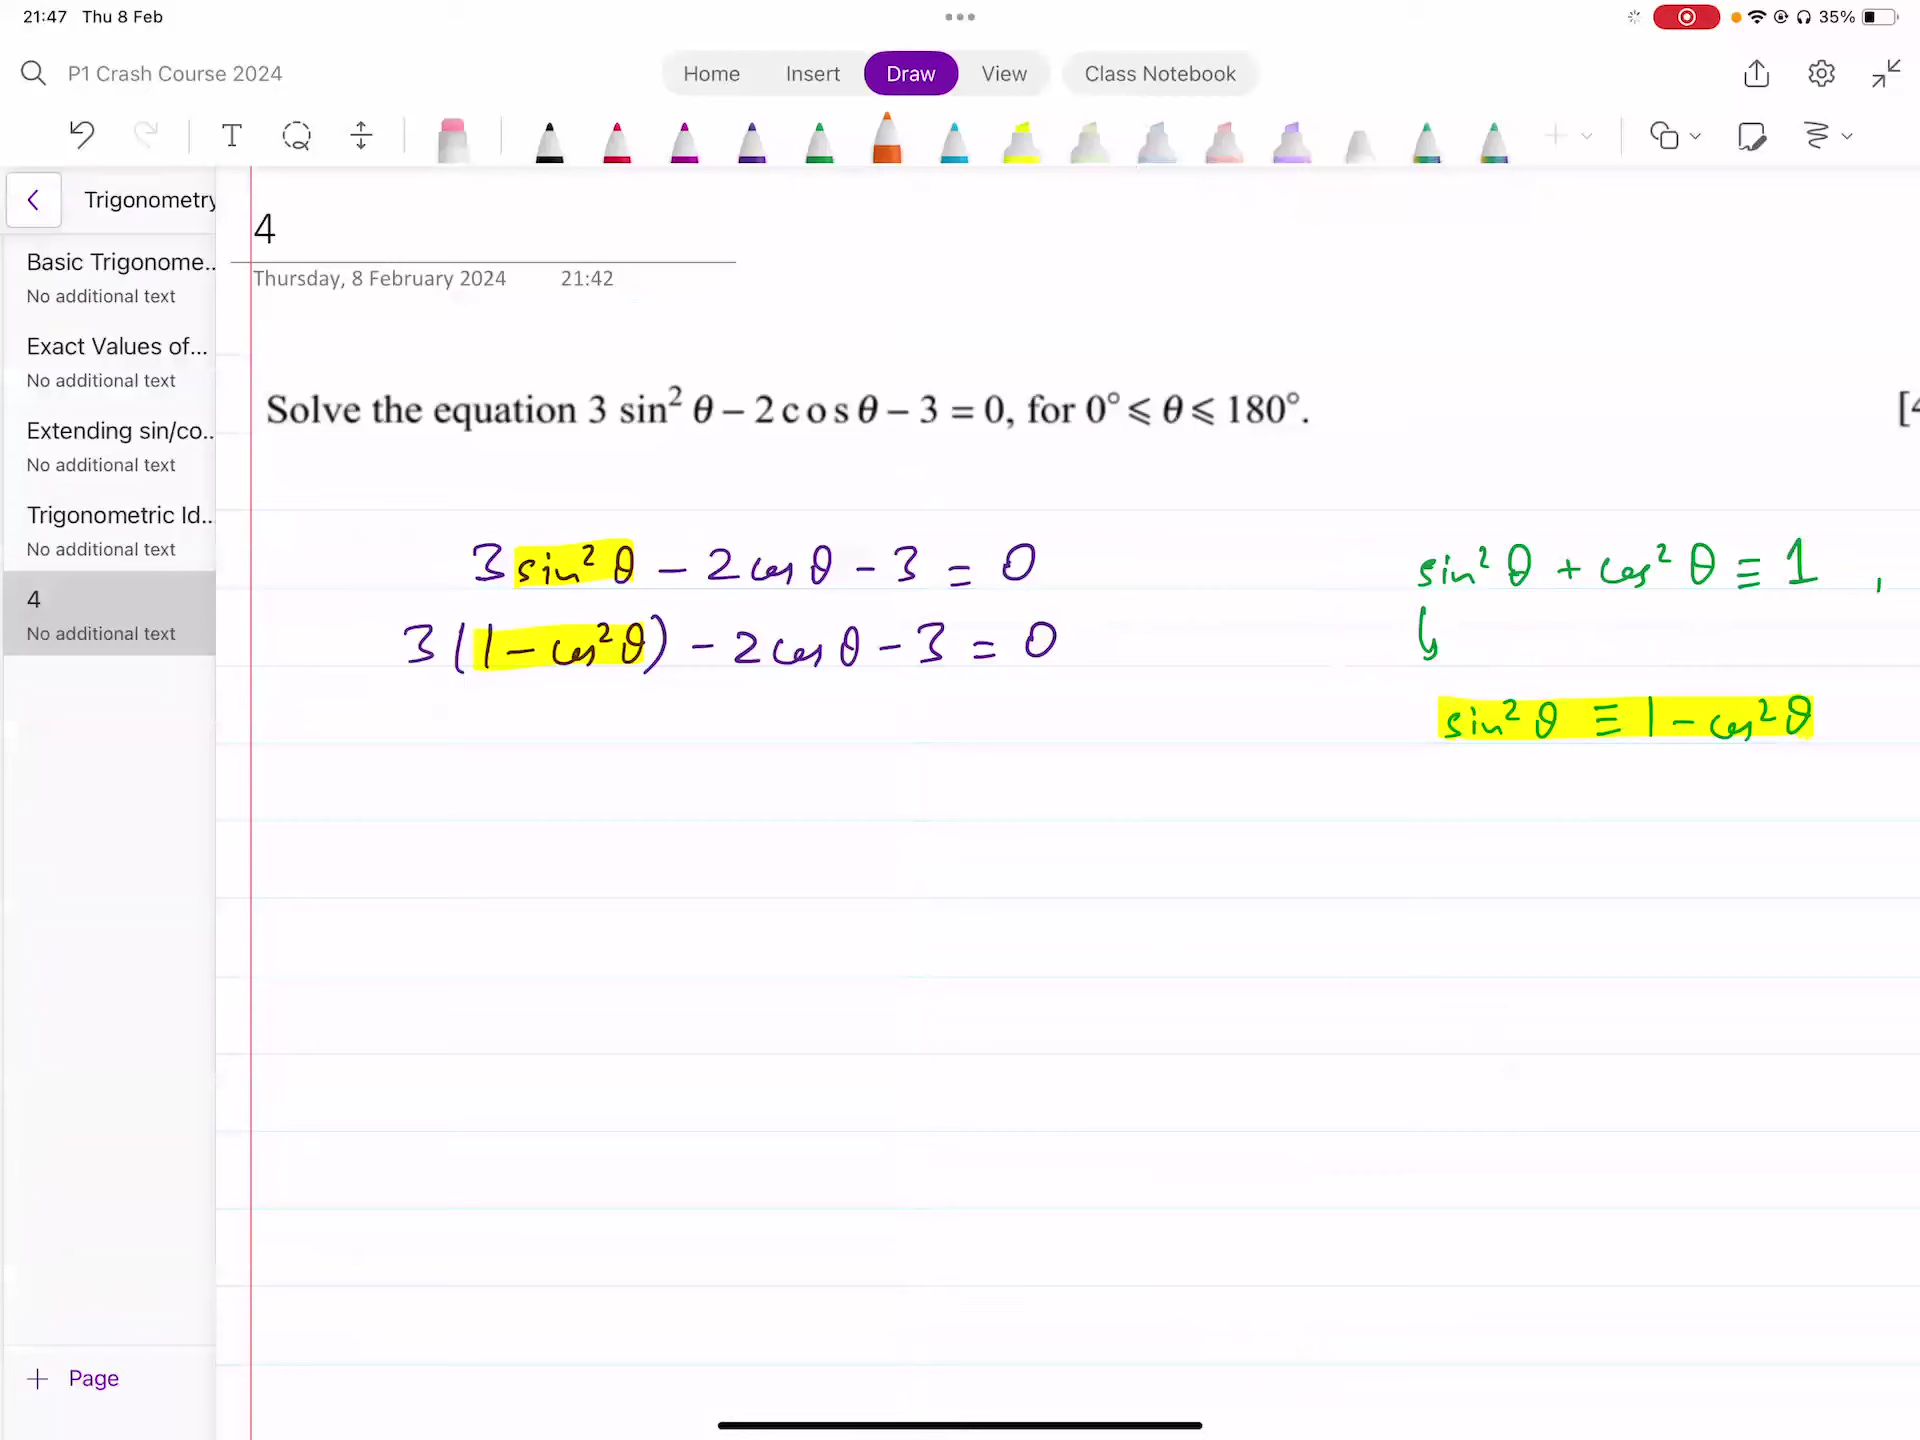 21:47 Thu 8 Feb
35%
P1 Crash Course 2024
Home Insert Draw View Class Notebook
T
Trigonometry
Basic Trigonome...
No additional text
Exact Values of...
No additional text
Extending sin/co...
No additional text
Trigonometric Id...
No additional text
4
No additional text
Page
4
Thursday, 8 February 2024 21:42
Solve the equation 3 sin² θ – 2 cos θ – 3 = 0, for 0° ⩽ θ ⩽ 180°. [4
3 sin² θ – 2 cos θ – 3 = 0
3 (1 – cos² θ) – 2 cos θ – 3 = 0
sin² θ + cos² θ ≡ 1 ,
sin² θ ≡ 1 – cos² θ